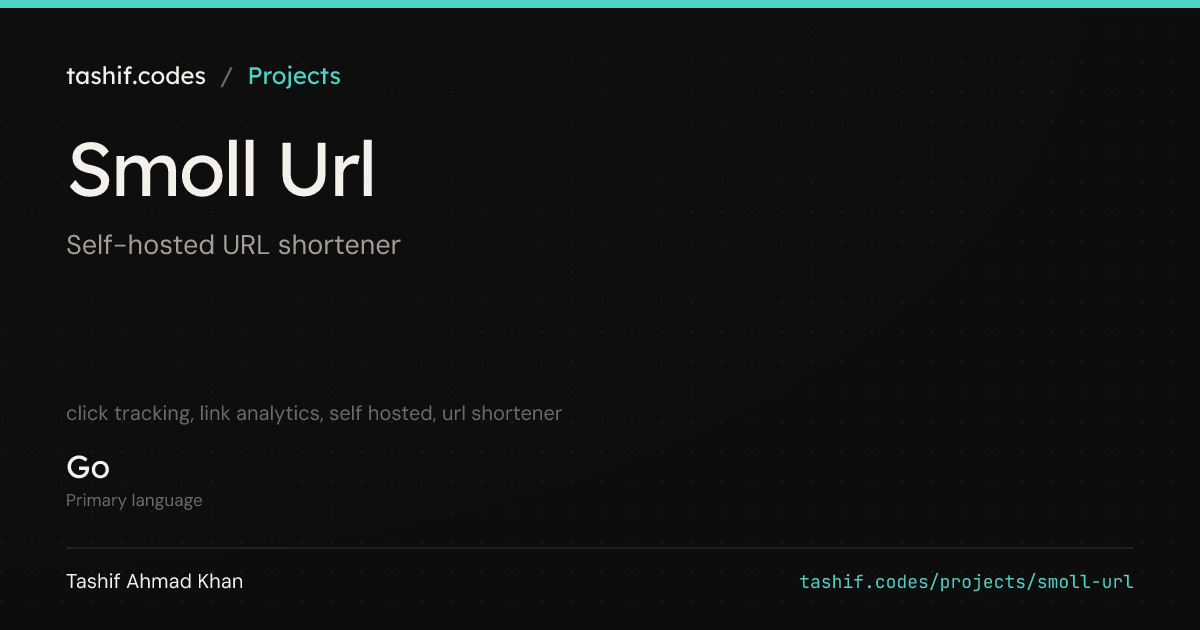 tashif.codes / Projects
Smoll Url
Self-hosted URL shortener
click tracking, link analytics, self hosted, url shortener
Go
Primary language
Tashif Ahmad Khan
tashif.codes/projects/smoll-url